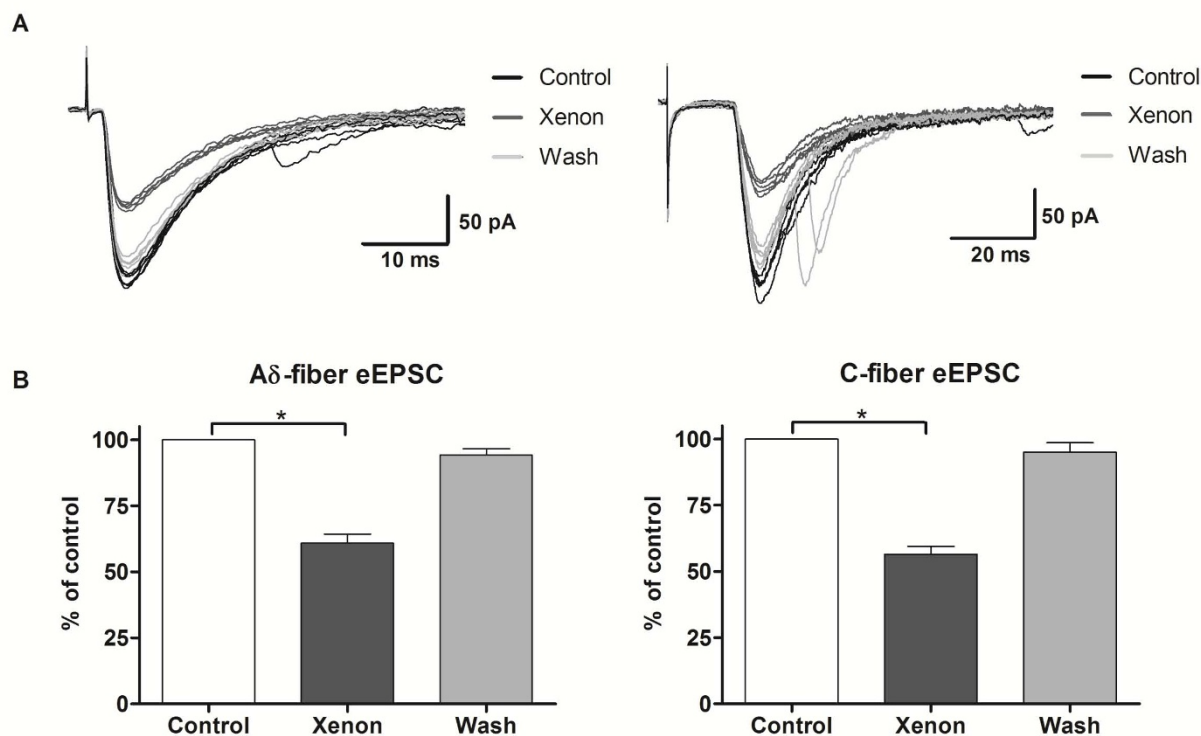 A
Control
Xenon
Wash
50 pA
10 ms
Control
Xenon
Wash
50 pA
20 ms
B
Aδ-fiber eEPSC
*
100
75
50
25
0
% of control
Control Xenon Wash
C-fiber eEPSC
*
100
75
50
25
0
% of control
Control Xenon Wash